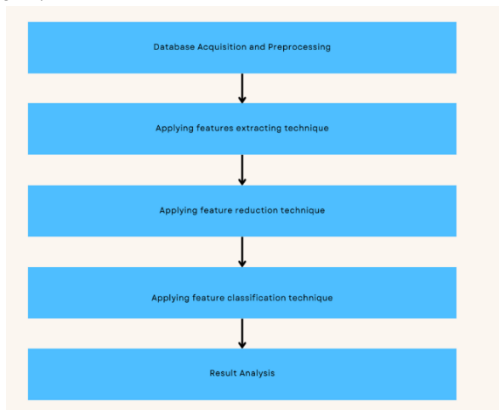 Database Acquisition and Preprocessing
Applying features extracting technique
Applying feature reduction technique
Applying feature classification technique
Result Analysis